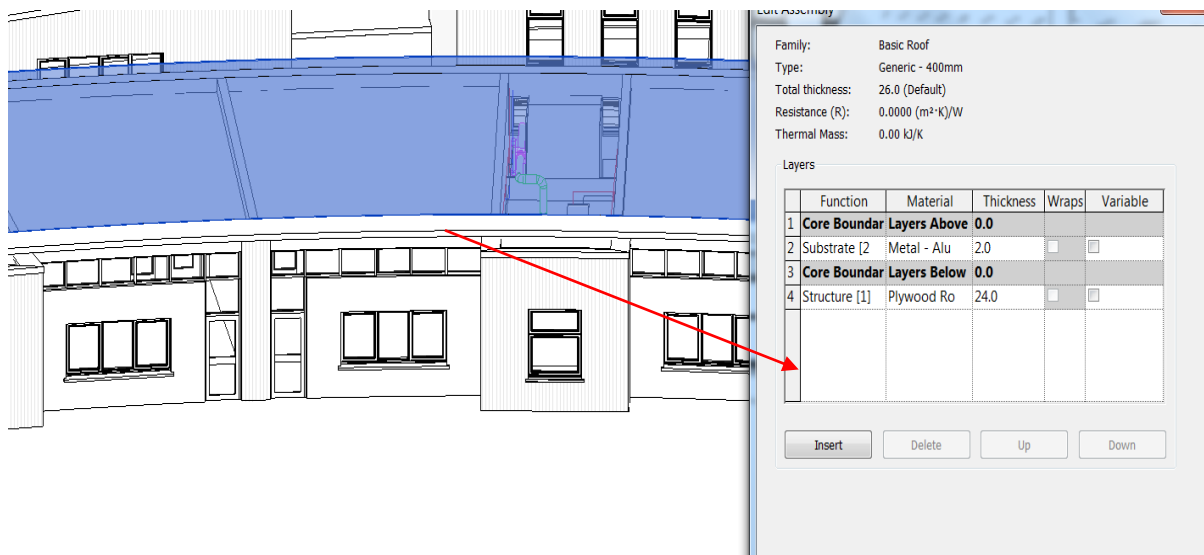 Edit Assembly
Family: Basic Roof
Type: Generic - 400mm
Total thickness: 26.0 (Default)
Resistance (R): 0.0000 (m²·K)/W
Thermal Mass: 0.00 kJ/K
Layers
Function Material Thickness Wraps Variable
1 Core Boundar Layers Above 0.0
2 Substrate [2 Metal - Alu 2.0
3 Core Boundar Layers Below 0.0
4 Structure [1] Plywood Ro 24.0
Insert Delete Up Down